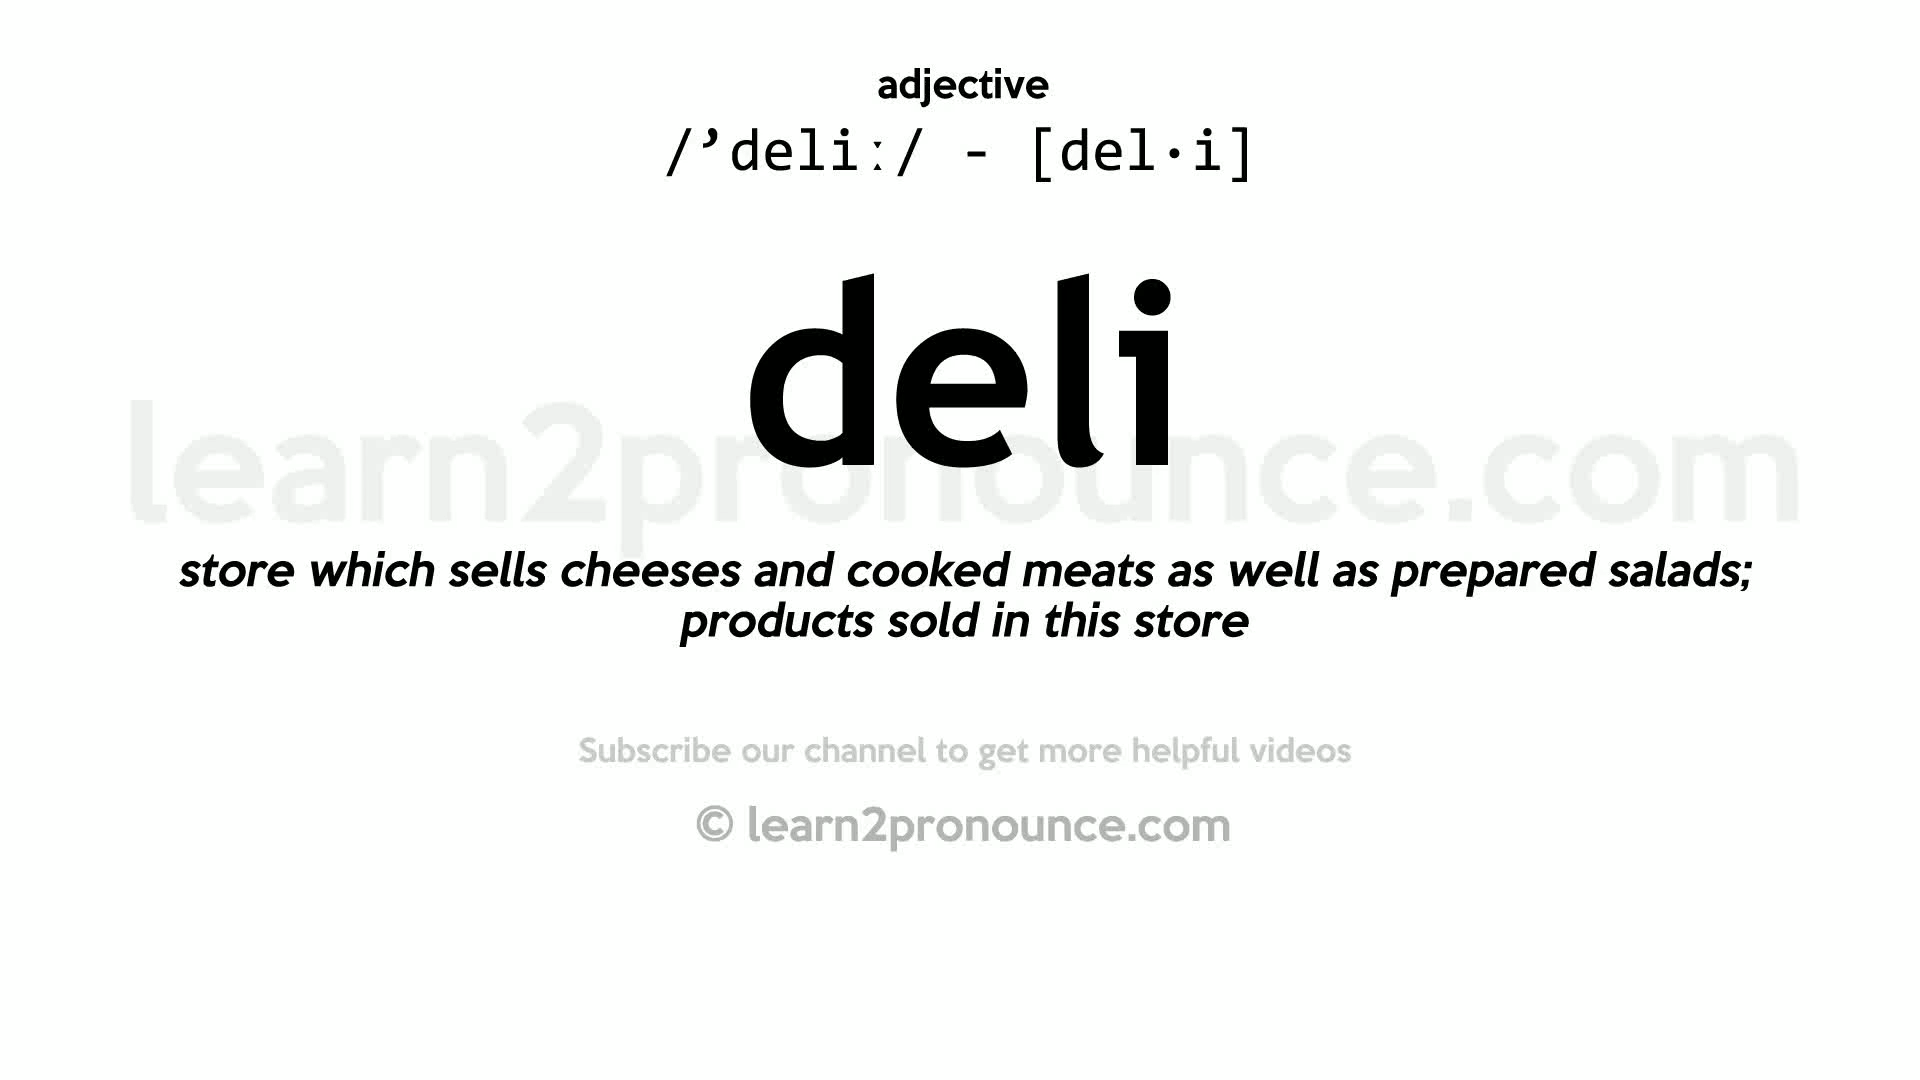 adjective
/’deliː/ - [del·i]
deli
learn2pronounce.com
store which sells cheeses and cooked meats as well as prepared salads;
products sold in this store
Subscribe our channel to get more helpful videos
© learn2pronounce.com